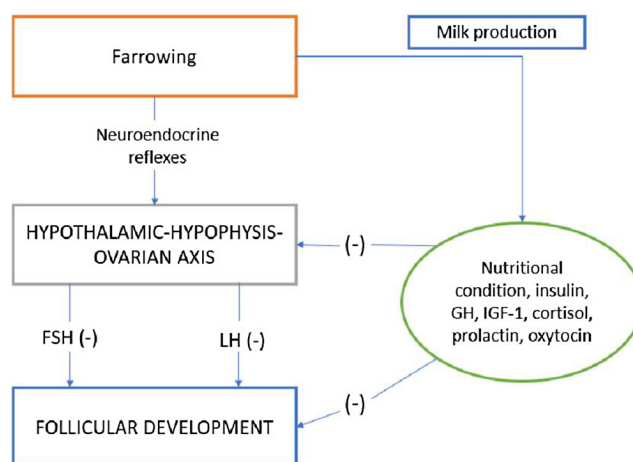 Milk production
Farrowing
Neuroendocrine
reflexes
HYPOTHALAMIC-HYPOPHYSIS-
OVARIAN AXIS
(-)
Nutritional
condition, insulin,
GH, IGF-1, cortisol,
prolactin, oxytocin
FSH (-)
LH (-)
(-)
FOLLICULAR DEVELOPMENT